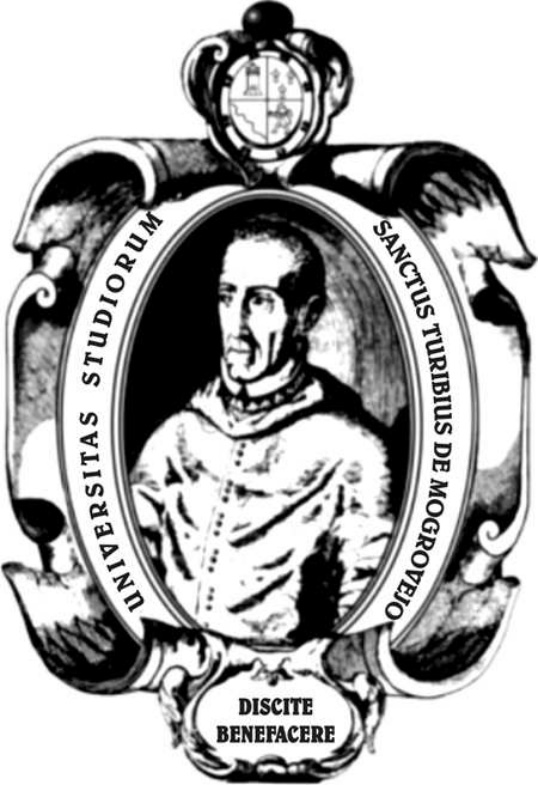 UNIVERSITAS STUDIORUM
SANCTUS TURIBIUS DE MOGROVEJO
DISCITE
BENEFACERE